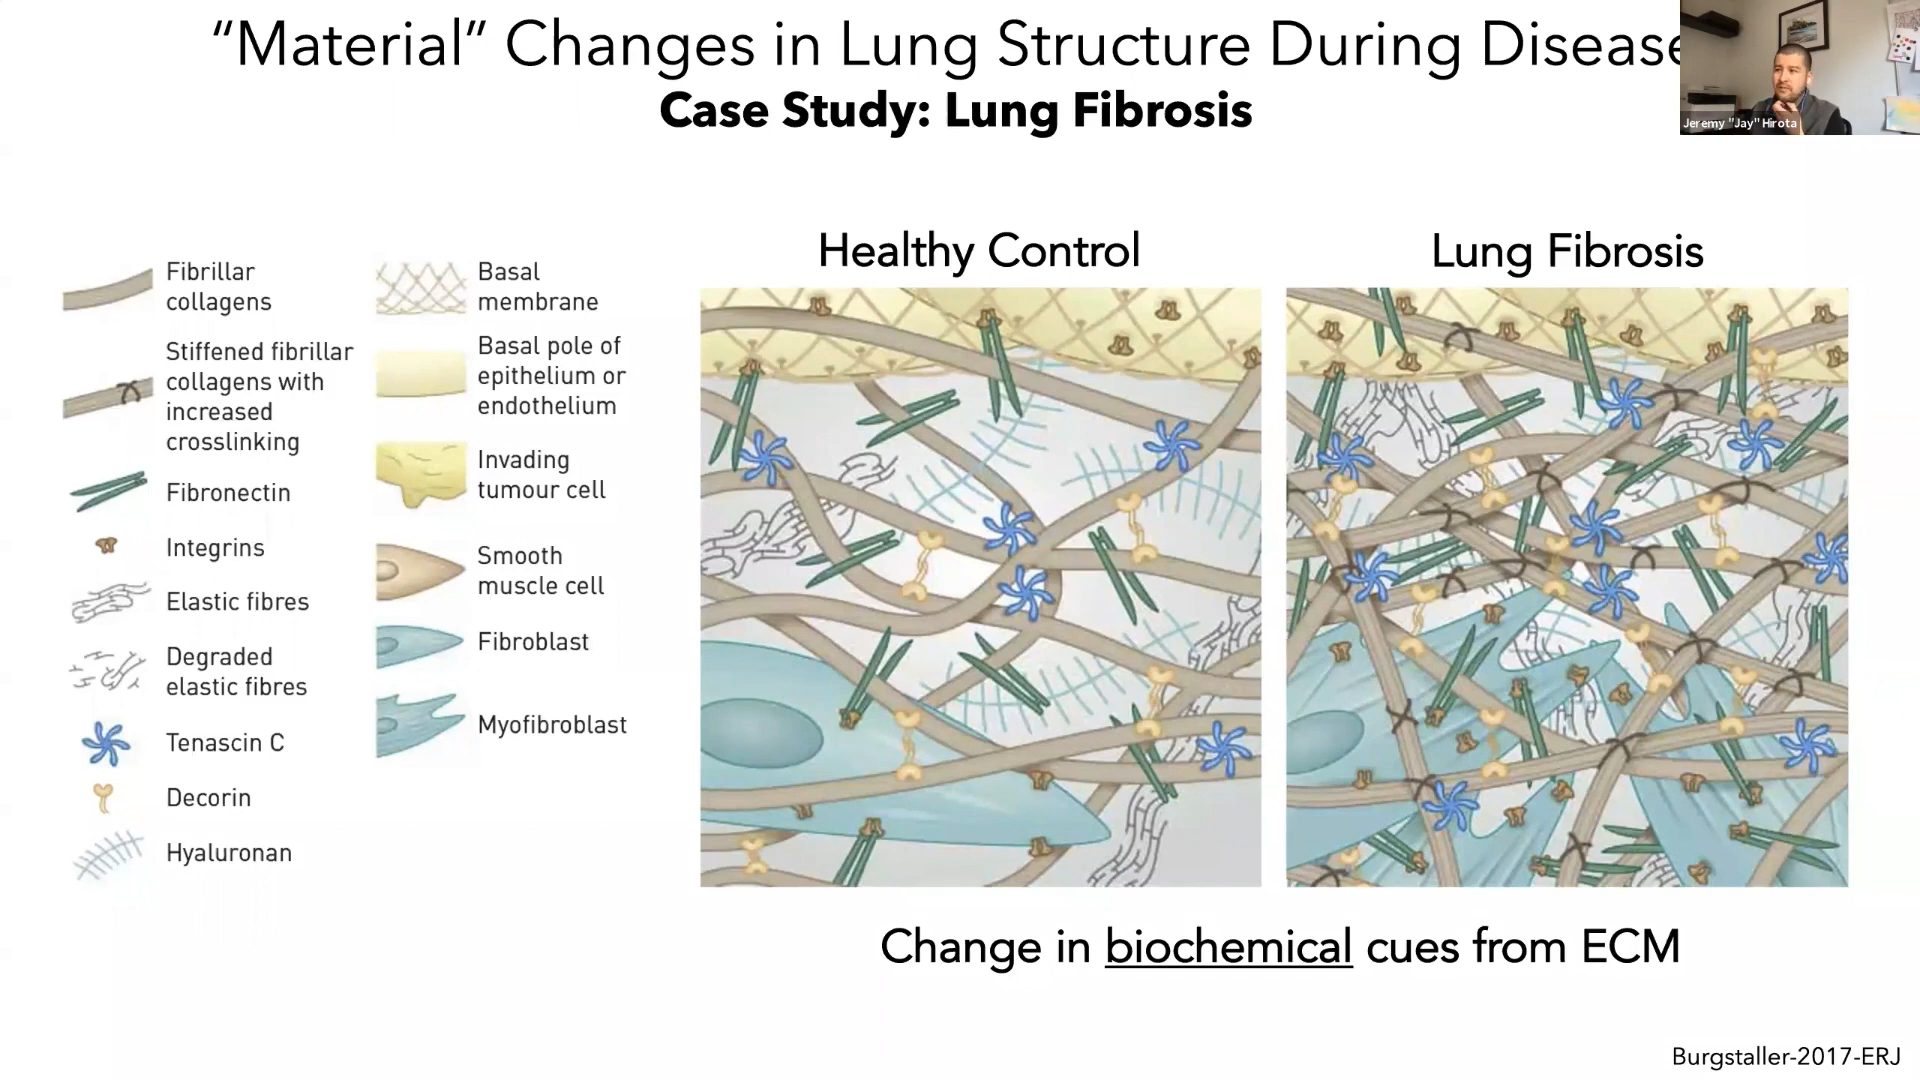 “Material” Changes in Lung Structure During Disease
Case Study: Lung Fibrosis
Jeremy "Jay" Hirota
Fibrillar
collagens
Stiffened fibrillar
collagens with
increased
crosslinking
Fibronectin
Integrins
Elastic fibres
Degraded
elastic fibres
Tenascin C
Decorin
Hyaluronan
Basal
membrane
Basal pole of
epithelium or
endothelium
Invading
tumour cell
Smooth
muscle cell
Fibroblast
Myofibroblast
Healthy Control
Lung Fibrosis
Change in biochemical cues from ECM
Burgstaller-2017-ERJ